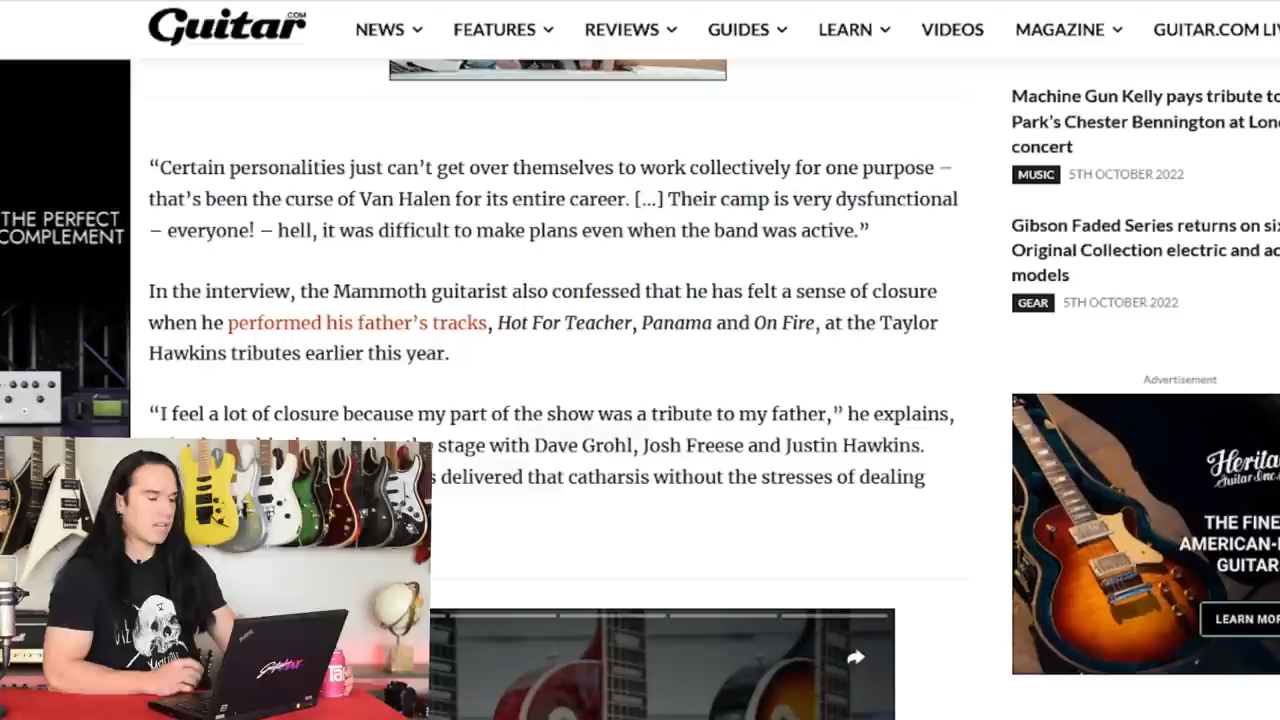 Guitar.COM
NEWS FEATURES REVIEWS GUIDES LEARN VIDEOS MAGAZINE GUITAR.COM
THE PERFECT
COMPLEMENT
“Certain personalities just can’t get over themselves to work collectively for one purpose –
that’s been the curse of Van Halen for its entire career. [...] Their camp is very dysfunctional
– everyone! – hell, it was difficult to make plans even when the band was active.”
In the interview, the Mammoth guitarist also confessed that he has felt a sense of closure
when he performed his father’s tracks, Hot For Teacher, Panama and On Fire, at the Taylor
Hawkins tributes earlier this year.
“I feel a lot of closure because my part of the show was a tribute to my father,” he explains,
stage with Dave Grohl, Josh Freese and Justin Hawkins.
delivered that catharsis without the stresses of dealing
Machine Gun Kelly pays tribute to
Park’s Chester Bennington at
concert
MUSIC 5TH OCTOBER 2022
Gibson Faded Series returns on
Original Collection electric and
models
GEAR 5TH OCTOBER 2022
Advertisement
Guitar
THE
AMERICAN-
GUITAR
LEARN